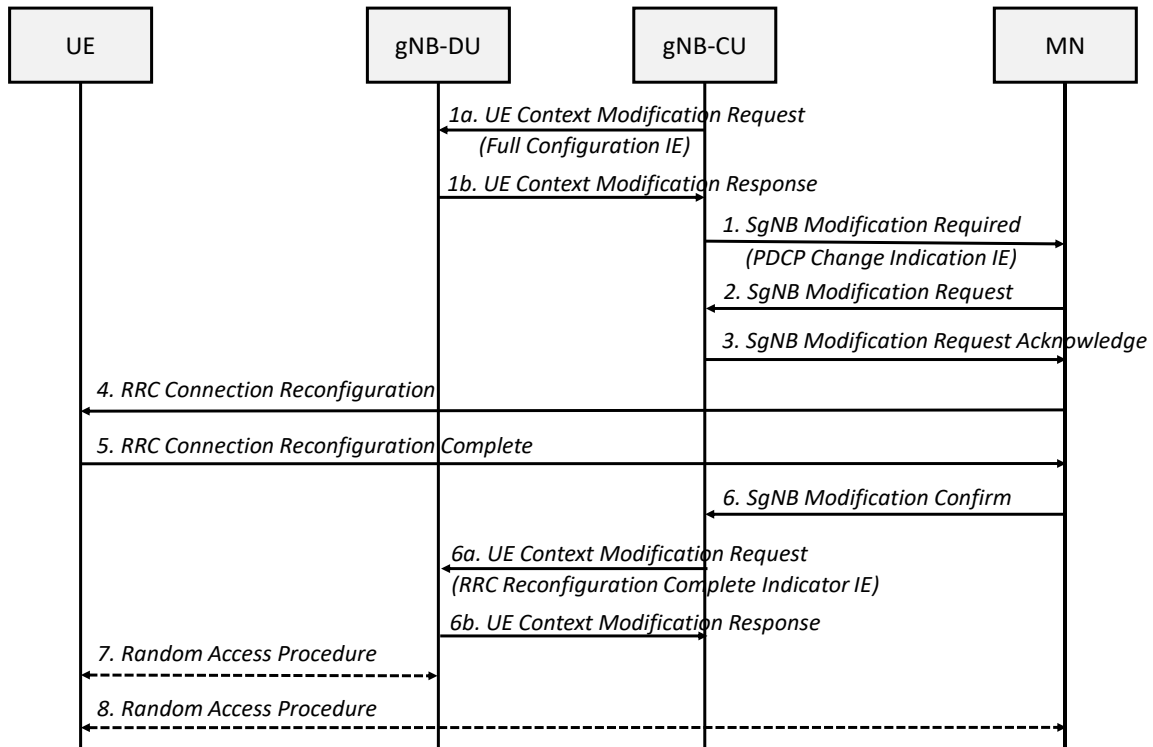 UE
gNB-DU
gNB-CU
MN
1a. UE Context Modification Request
(Full Configuration IE)
1b. UE Context Modification Response
1. SgNB Modification Required
(PDCP Change Indication IE)
2. SgNB Modification Request
3. SgNB Modification Request Acknowledge
4. RRC Connection Reconfiguration
5. RRC Connection Reconfiguration Complete
6. SgNB Modification Confirm
6a. UE Context Modification Request
(RRC Reconfiguration Complete Indicator IE)
6b. UE Context Modification Response
7. Random Access Procedure
8. Random Access Procedure